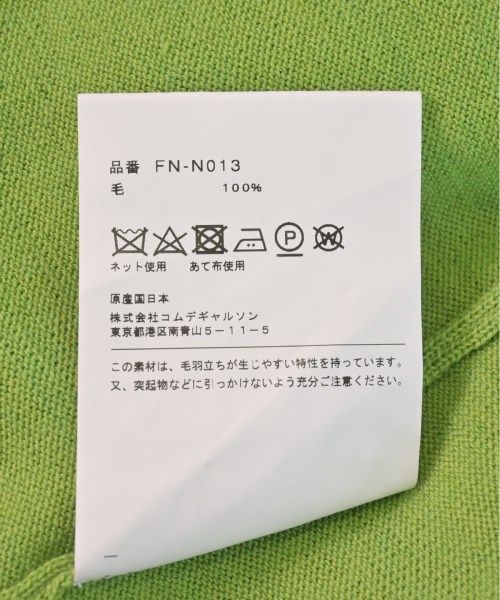 品番 FN-N013
毛 100%
P W
ネット使用 あて布使用
原産国日本
株式会社コムデギャルソン
東京都港区南青山5-11-5
この素材は、毛羽立ちが生じやすい特性を持っています。
又、突起物などに引っかけないよう充分ご注意ください。